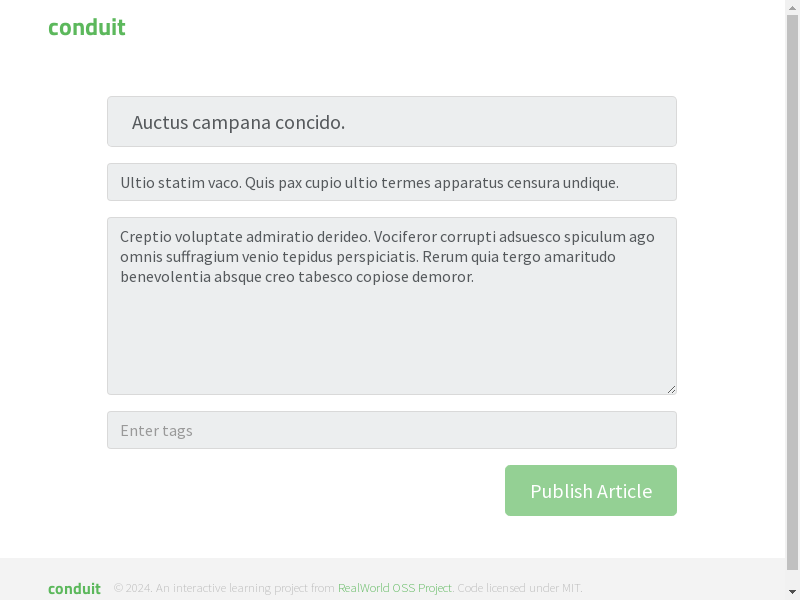 conduit
Auctus campana concido.
Ultio statim vaco. Quis pax cupio ultio termes apparatus censura undique.
Creptio voluptate admiratio derideo. Vociferor corrupti adsuesco spiculum ago
omnis suffragium venio tepidus perspiciatis. Rerum quia tergo amaritudo
benevolentia absque creo tabesco copiose demoror.
Enter tags
Publish Article
conduit © 2024. An interactive learning project from RealWorld OSS Project. Code licensed under MIT.